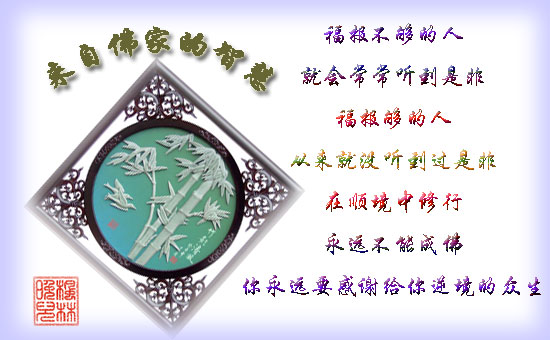 来自佛家的智慧
福报不够的人
就会常常听到是非
福报够的人
从来就没听到过是非
在顺境中修行
永远不能成佛
你永远要感谢给你逆境的众生